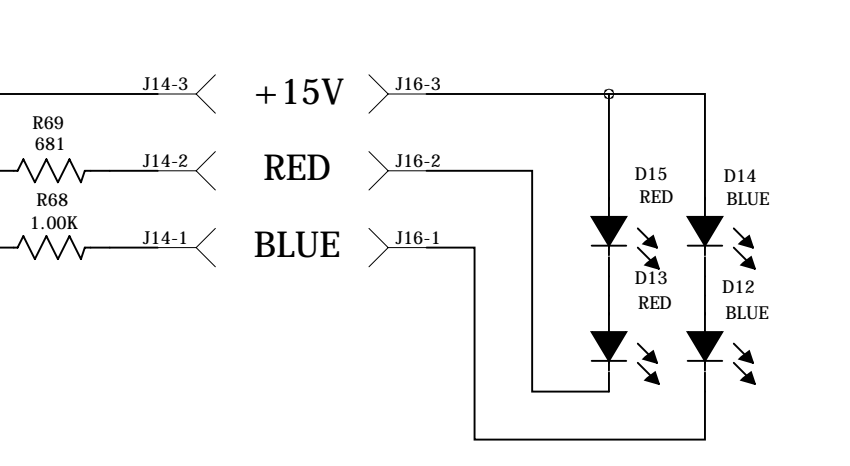 J14-3 +15V J16-3
R69
681
J14-2 RED J16-2
R68
1.00K
J14-1 BLUE J16-1
D15
RED
D14
BLUE
D13
RED
D12
BLUE